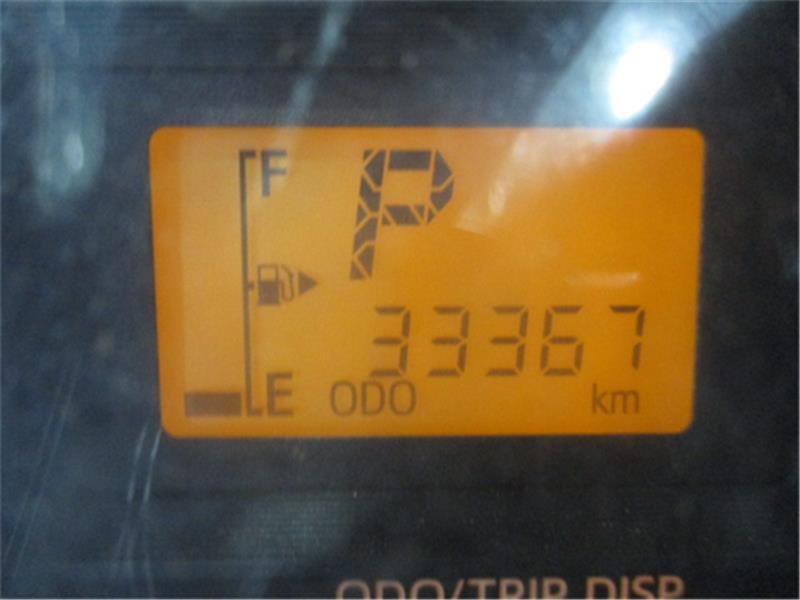 F P
33367
E ODO km
ODO/TRIP DISP